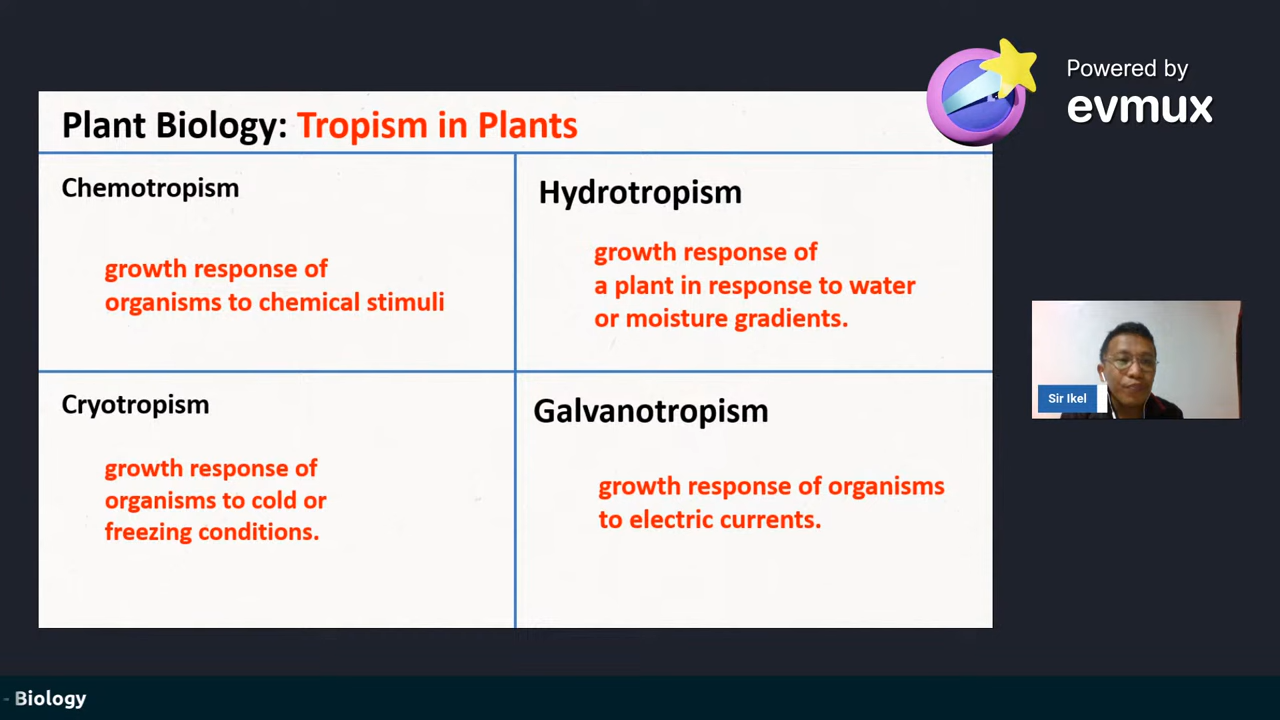 Powered by
evmux
Plant Biology: Tropism in Plants
Chemotropism
growth response of
organisms to chemical stimuli
Hydrotropism
growth response of
a plant in response to water
or moisture gradients.
Cryotropism
growth response of
organisms to cold or
freezing conditions.
Galvanotropism
growth response of organisms
to electric currents.
Sir Ikel
- Biology